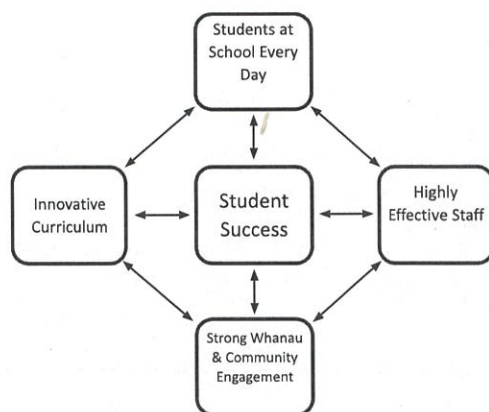 Students at
School Every
Day
Innovative
Curriculum
Student
Success
Highly
Effective Staff
Strong Whanau
& Community
Engagement